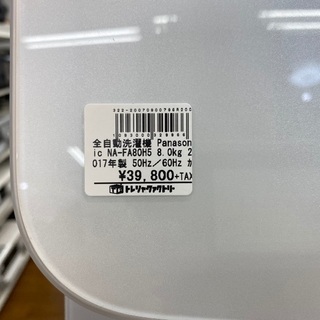 全自動洗濯機 Panason
ic NA-FA80H5 8.0kg 2
017年製 50Hz/60Hz カ
¥39,800+TAX
トレジャーファクトリー